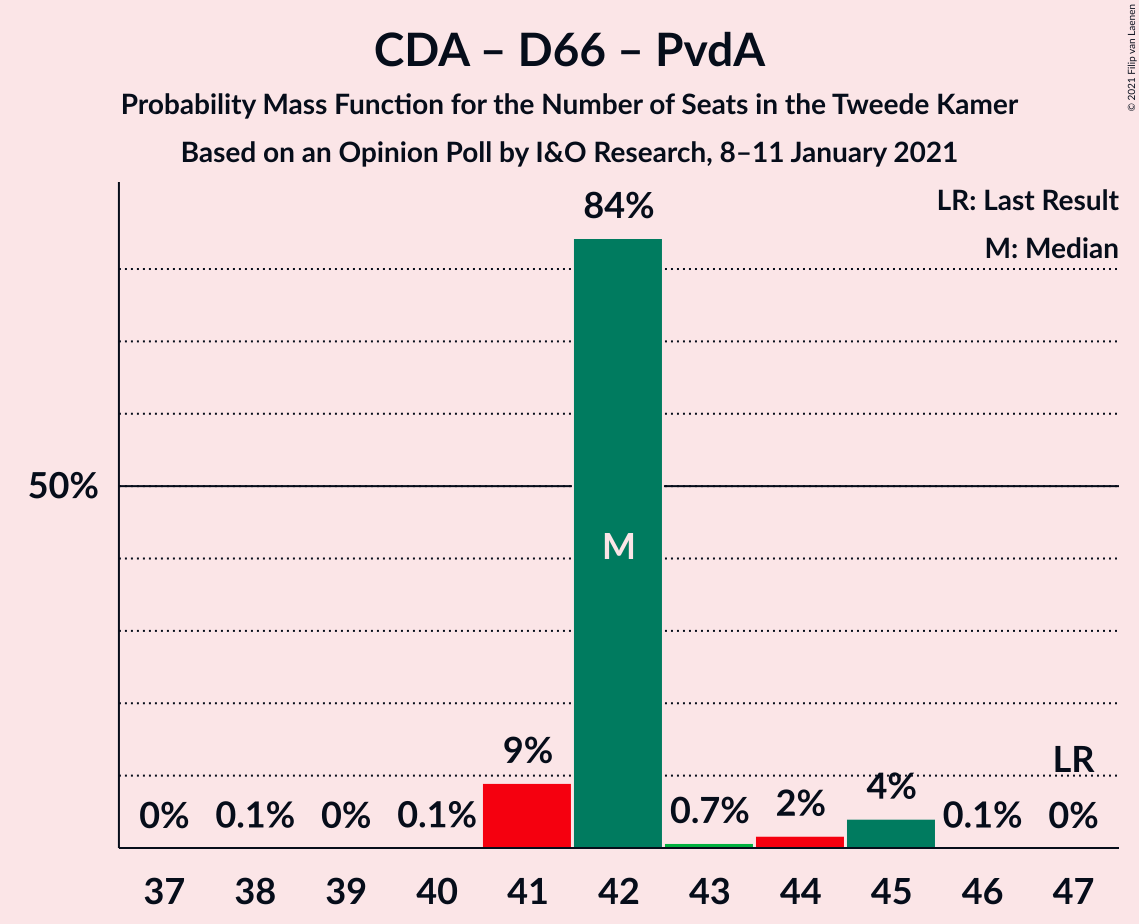 CDA – D66 – PvdA
Probability Mass Function for the Number of Seats in the Tweede Kamer
Based on an Opinion Poll by I&O Research, 8–11 January 2021
© 2021 Filip van Laenen
LR: Last Result
M: Median
84%
50%
M
9%
LR
0% 0.1% 0% 0.1% 0.7% 2% 4% 0.1% 0%
37 38 39 40 41 42 43 44 45 46 47